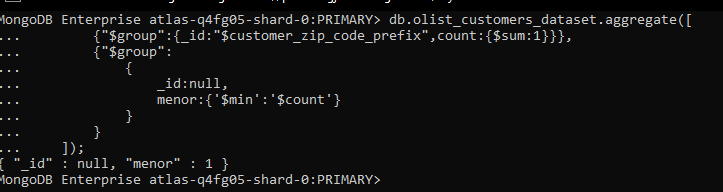 MongoDB Enterprise atlas-q4fg05-shard-0:PRIMARY> db.olist_customers_dataset.aggregate([
...         {"$group":{_id:"$customer_zip_code_prefix",count:{$sum:1}}},
...         {"$group":
...             {
...                 _id:null,
...                 menor:{'$min':'$count'}
...             }
...         }
...     ]);
{ "_id" : null, "menor" : 1 }
MongoDB Enterprise atlas-q4fg05-shard-0:PRIMARY>